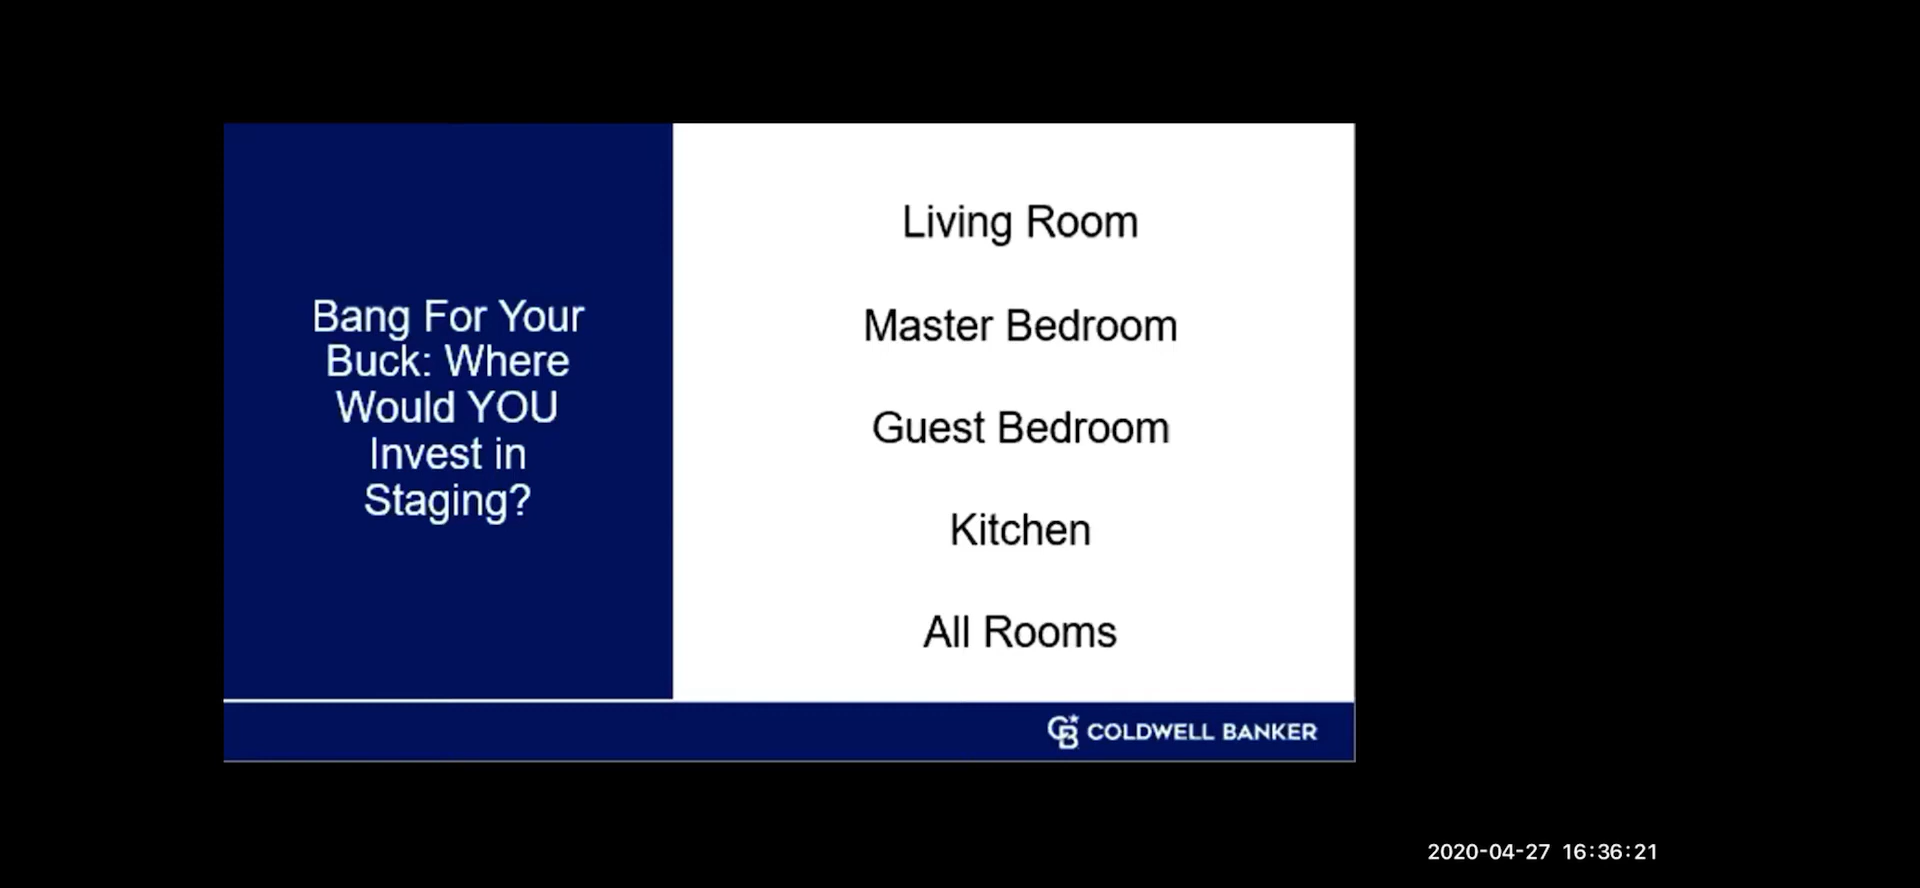 Bang For Your
Buck: Where
Would YOU
Invest in
Staging?
Living Room
Master Bedroom
Guest Bedroom
Kitchen
All Rooms
CB COLDWELL BANKER
2020-04-27 16:36:21